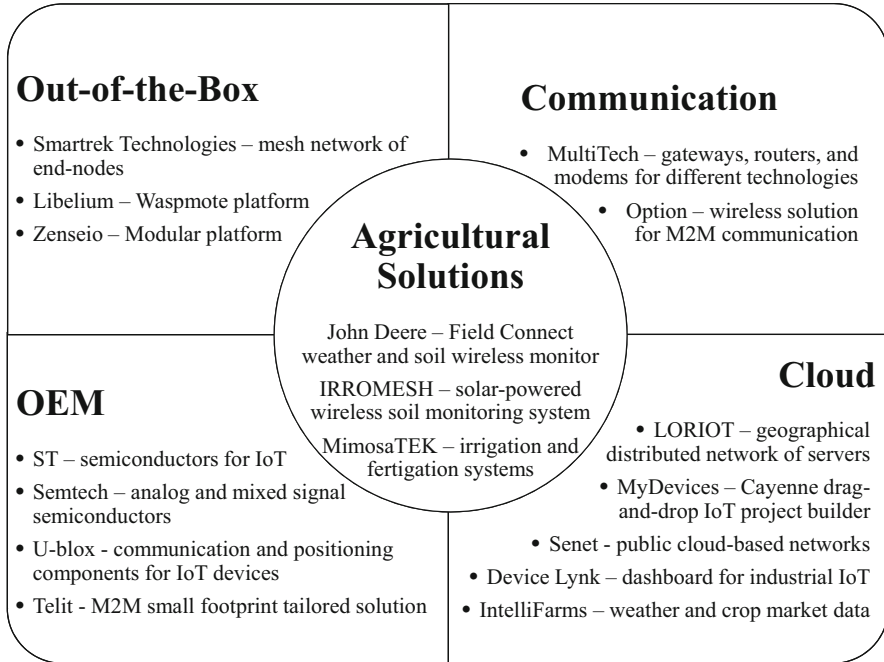 Out-of-the-Box
• Smartrek Technologies – mesh network of
end-nodes
• Libelium – Waspmote platform
• Zenseio – Modular platform
Communication
• MultiTech – gateways, routers, and
modems for different technologies
• Option – wireless solution
for M2M communication
Agricultural
Solutions
John Deere – Field Connect
weather and soil wireless monitor
IRROMESH – solar-powered
wireless soil monitoring system
MimosaTEK – irrigation and
fertigation systems
OEM
• ST – semiconductors for IoT
• Semtech – analog and mixed signal
semiconductors
• U-blox - communication and positioning
components for IoT devices
• Telit - M2M small footprint tailored solution
Cloud
• LORIOT – geographical
distributed network of servers
• MyDevices – Cayenne drag-
and-drop IoT project builder
• Senet - public cloud-based networks
• Device Lynk – dashboard for industrial IoT
• IntelliFarms – weather and crop market data